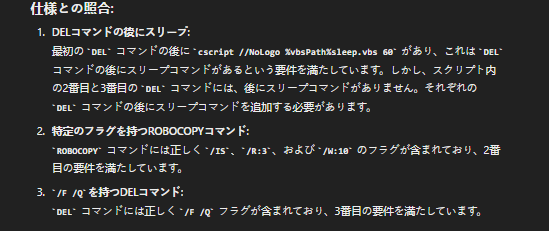 仕様との照合:
1. DELコマンドの後にスリープ:
最初の `DEL` コマンドの後に `cscript //NoLogo %vbsPath%sleep.vbs 60` があり、これは `DEL`
コマンドの後にスリープコマンドがあるという要件を満たしています。しかし、スクリプト内
の2番目と3番目の `DEL` コマンドには、後にスリープコマンドがありません。それぞれの
`DEL` コマンドの後にスリープコマンドを追加する必要があります。
2. 特定のフラグを持つROBOCOPYコマンド:
`ROBOCOPY` コマンドには正しく `/IS`、`/R:3`、および `/W:10` のフラグが含まれており、2番
目の要件を満たしています。
3. `/F /Q`を持つDELコマンド:
`DEL` コマンドには正しく `/F /Q` フラグが含まれており、3番目の要件を満たしています。